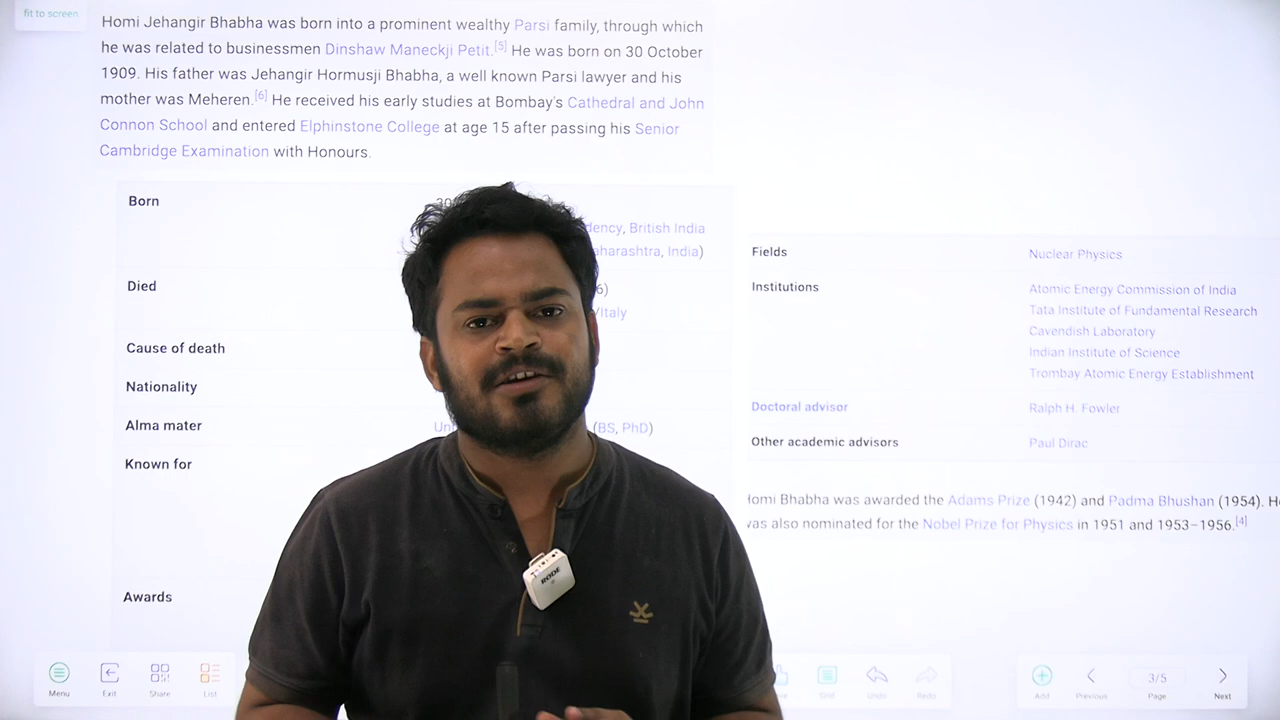 fit to screen
Homi Jehangir Bhabha was born into a prominent wealthy Parsi family, through which
he was related to businessmen Dinshaw Maneckji Petit.[5] He was born on 30 October
1909. His father was Jehangir Hormusji Bhabha, a well known Parsi lawyer and his
mother was Meheren.[6] He received his early studies at Bombay's Cathedral and John
Connon School and entered Elphinstone College at age 15 after passing his Senior
Cambridge Examination with Honours.
Born
30
British India
India)
Died
6)
/Italy
Cause of death
Nationality
Alma mater
(BS, PhD)
Known for
Awards
Fields
Nuclear Physics
Institutions
Atomic Energy Commission of India
Tata Institute of Fundamental Research
Cavendish Laboratory
Indian Institute of Science
Trombay Atomic Energy Establishment
Doctoral advisor
Ralph H. Fowler
Other academic advisors
Paul Dirac
Homi Bhabha was awarded the Adams Prize (1942) and Padma Bhushan (1954).
was also nominated for the Nobel Prize for Physics in 1951 and 1953–1956.[4]
RODE
Menu
Exit
Share
List
Grid
Undo
Redo
Add
Previous
3/5
Page
Next